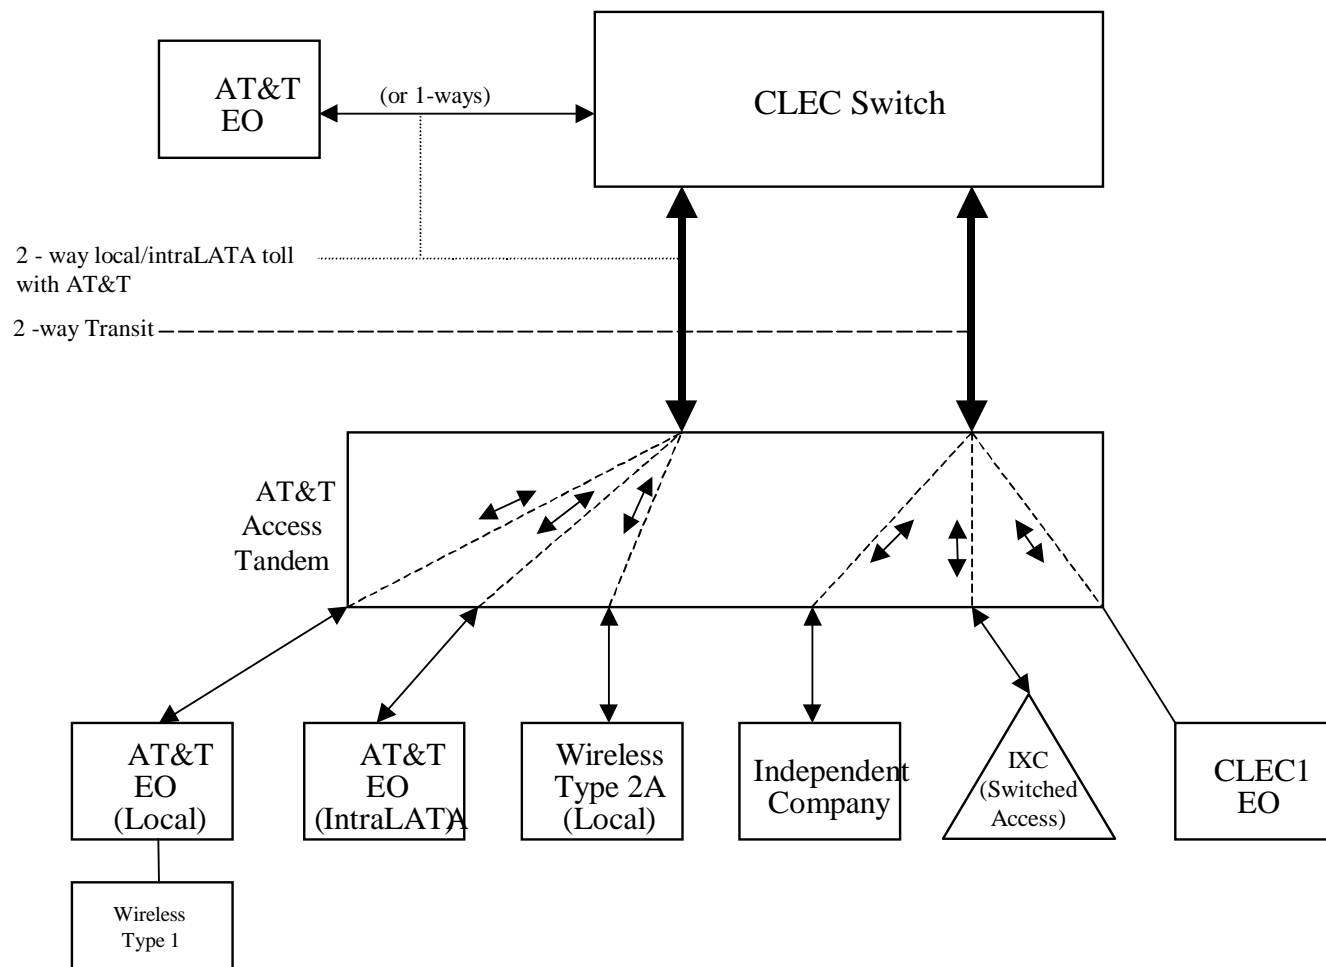 AT&T
EO
(or 1-ways)
CLEC Switch
2 - way local/intraLATA toll
with AT&T
2 -way Transit
AT&T
Access
Tandem
AT&T
EO
(Local)
AT&T
EO
(IntraLATA)
Wireless
Type 2A
(Local)
Independent
Company
IXC
(Switched
Access)
CLEC1
EO
Wireless
Type 1